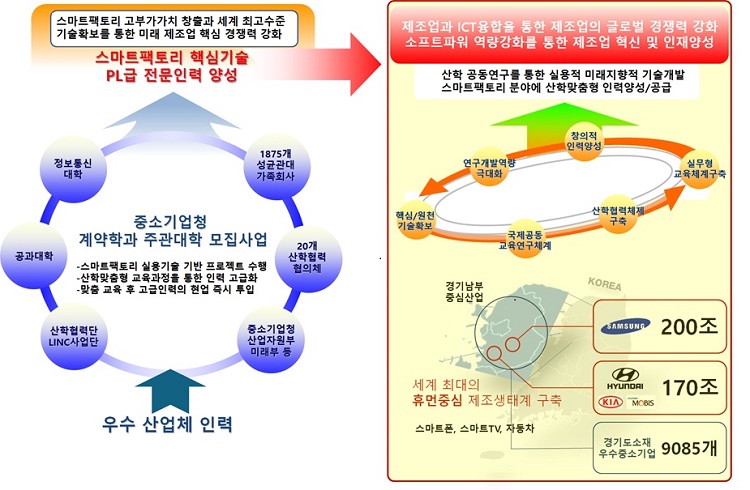 스마트팩토리 고부가가치 창출과 세계 최고수준
기술확보를 통한 미래 제조업 핵심 경쟁력 강화
스마트팩토리 핵심기술
PL급 전문인력 양성
정보통신
대학
1875개
성균관대
가족회사
공과대학
중소기업청
계약학과 주관대학 모집사업
-스마트팩토리 실용기술 기반 프로젝트 수행
-산학맞춤형 교육과정을 통한 인력 고급화
-맞춤 교육 후 고급인력의 현업 즉시 투입
20개
산학협력
협의체
산학협력단
LINC사업단
중소기업청
산업자원부
미래부 등
우수 산업체 인력
제조업과 ICT융합을 통한 제조업의 글로벌 경쟁력 강화
소프트파워 역량강화를 통한 제조업 혁신 및 인재양성
산학 공동연구를 통한 실용적 미래지향적 기술개발
스마트팩토리 분야에 산학맞춤형 인력양성/공급
창의적
인력양성
연구개발역량
극대화
실무형
교육체계구축
핵심/원천
기술확보
국제공동
교육연구체계
산학협력체제
구축
경기남부
중심산업
KOREA
SAMSUNG
200조
HYUNDAI
KIA
MOBIS
170조
세계 최대의
휴먼중심 제조생태계 구축
스마트폰, 스마트TV, 자동차
경기도소재
우수중소기업
9085개